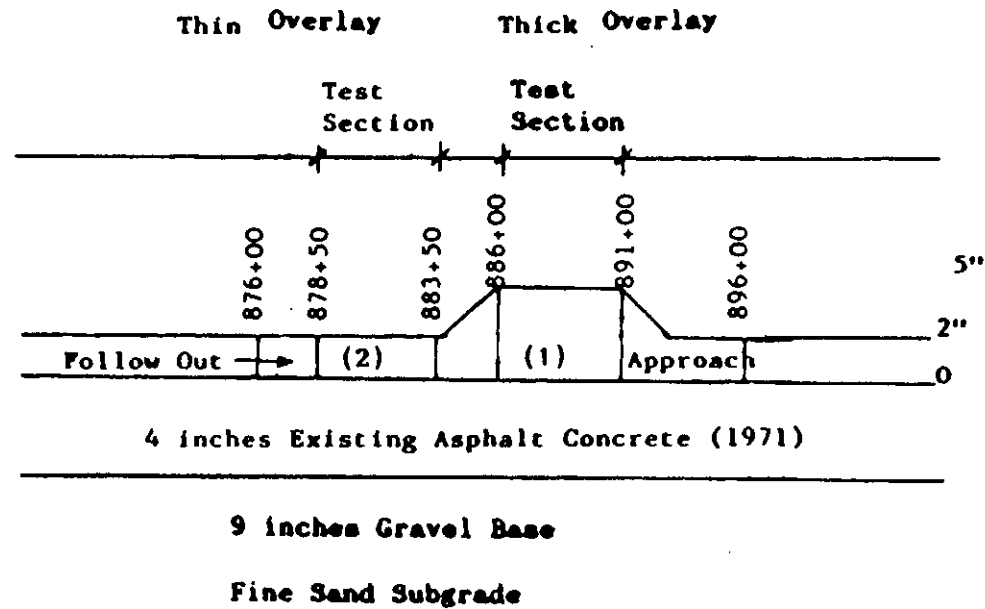 Thin Overlay
Thick Overlay
Test
Section
Test
Section
876+00
878+50
883+50
886+00
891+00
896+00
5"
2"
0
Follow Out
(2)
(1)
Approach
4 inches Existing Asphalt Concrete (1971)
9 inches Gravel Base
Fine Sand Subgrade